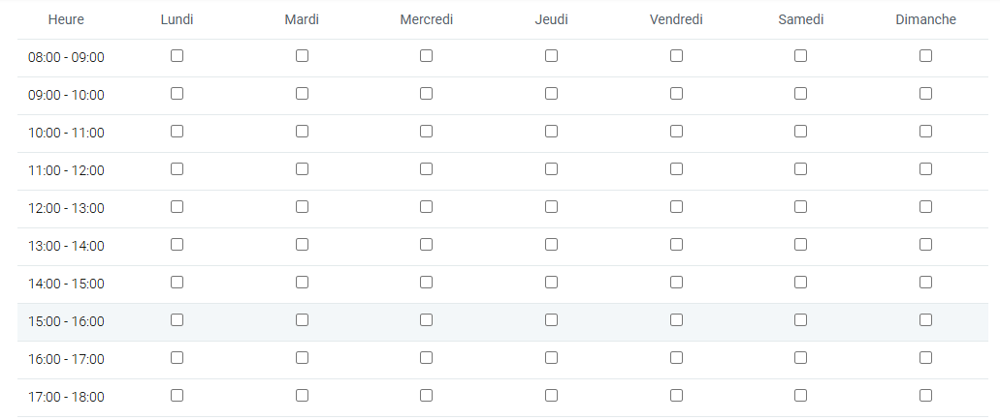 Heure Lundi Mardi Mercredi Jeudi Vendredi Samedi Dimanche
08:00 - 09:00
09:00 - 10:00
10:00 - 11:00
11:00 - 12:00
12:00 - 13:00
13:00 - 14:00
14:00 - 15:00
15:00 - 16:00
16:00 - 17:00
17:00 - 18:00